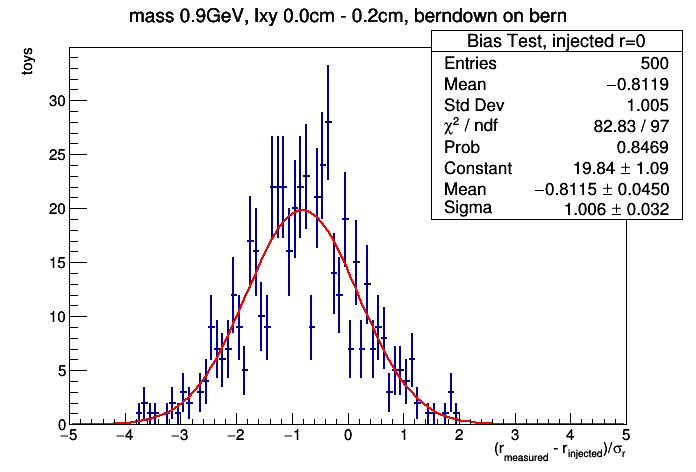 mass 0.9GeV, lxy 0.0cm - 0.2cm, berndown on bern
Bias Test, injected r=0
Entries 500
Mean −0.8119
Std Dev 1.005
χ² / ndf 82.83 / 97
Prob 0.8469
Constant 19.84 ± 1.09
Mean −0.8115 ± 0.0450
Sigma 1.006 ± 0.032
toys
30
25
20
15
10
5
0
−5 −4 −3 −2 −1 0 1 2 3 4 5
(r_measured - r_injected)/σ_r